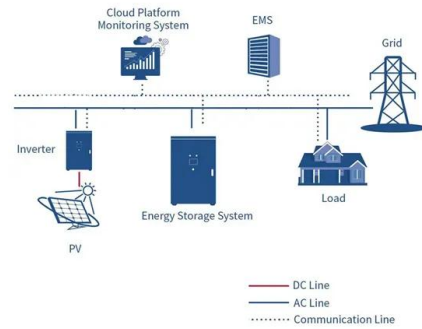 Cloud Platform
Monitoring System
EMS
Grid
Inverter
Energy Storage System
Load
PV
DC Line
AC Line
Communication Line